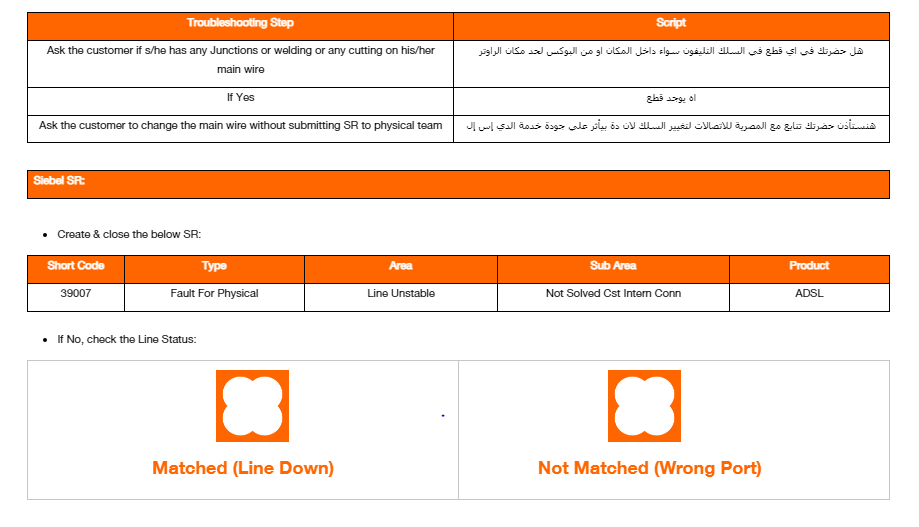 Troubleshooting Step
Script
Ask the customer if s/he has any Junctions or welding or any cutting on his/her
main wire
هل حضرتك في اي قطع في السلك التليفون سواء داخل المكان او من البوكس لحد مكان الراوتر
If Yes
اه يوجد قطع
Ask the customer to change the main wire without submitting SR to physical team
هنستأذن حضرتك تتابع مع المصرية للاتصالات لتغيير السلك لان دة بيأثر علي جودة خدمة الدي إس إل
Siebel SR:
• Create & close the below SR:
Short Code
Type
Area
Sub Area
Product
39007
Fault For Physical
Line Unstable
Not Solved Cst Intern Conn
ADSL
• If No, check the Line Status:
Matched (Line Down)
Not Matched (Wrong Port)